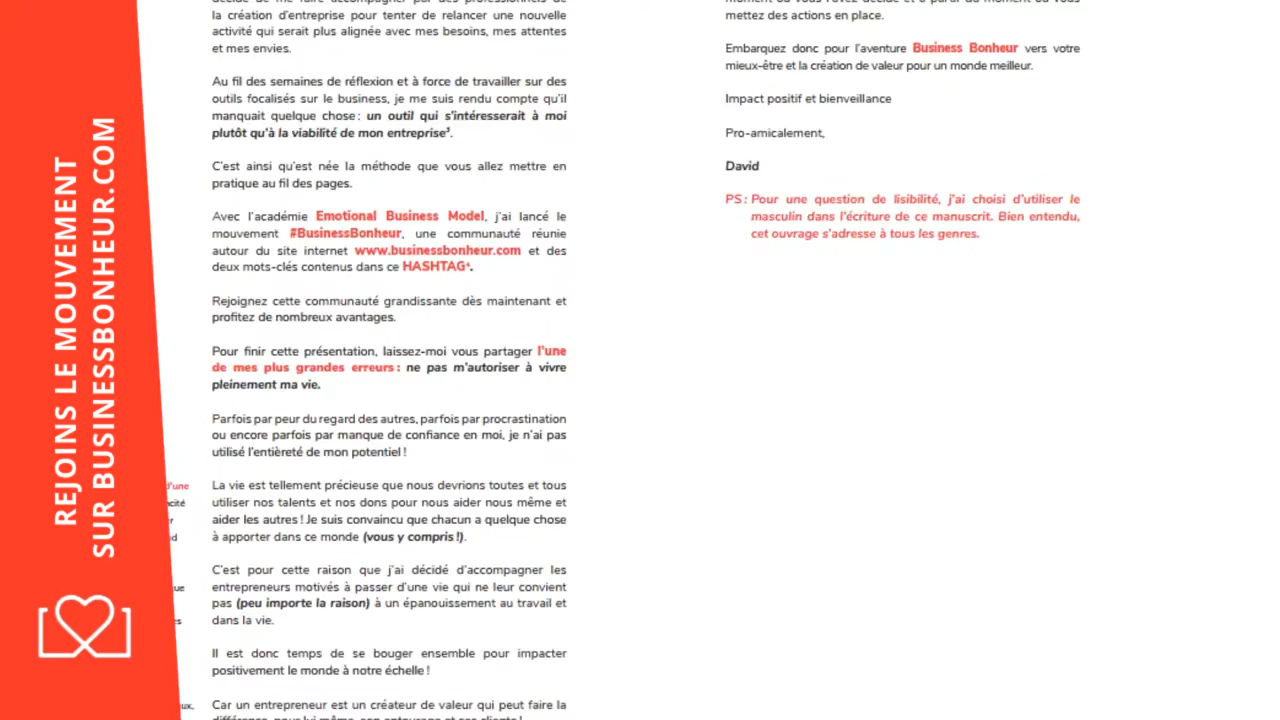 REJOINS LE MOUVEMENT
SUR BUSINESSBONHEUR.COM
d'une
la création d'entreprise pour tenter de relancer une nouvelle
activité qui serait plus alignée avec mes besoins, mes attentes
et mes envies.
Au fil des semaines de réflexion et à force de travailler sur des
outils focalisés sur le business, je me suis rendu compte qu'il
manquait quelque chose : un outil qui s'intéresserait à moi
plutôt qu'à la viabilité de mon entreprise³.
C'est ainsi qu'est née la méthode que vous allez mettre en
pratique au fil des pages.
Avec l'académie Emotional Business Model, j'ai lancé le
mouvement #BusinessBonheur, une communauté réunie
autour du site internet www.businessbonheur.com et des
deux mots-clés contenus dans ce HASHTAG⁴.
Rejoignez cette communauté grandissante dès maintenant et
profitez de nombreux avantages.
Pour finir cette présentation, laissez-moi vous partager l'une
de mes plus grandes erreurs : ne pas m'autoriser à vivre
pleinement ma vie.
Parfois par peur du regard des autres, parfois par procrastination
ou encore parfois par manque de confiance en moi, je n'ai pas
utilisé l'entièreté de mon potentiel !
La vie est tellement précieuse que nous devrions toutes et tous
utiliser nos talents et nos dons pour nous aider nous même et
aider les autres ! Je suis convaincu que chacun a quelque chose
à apporter dans ce monde (vous y compris !).
C'est pour cette raison que j'ai décidé d'accompagner les
entrepreneurs motivés à passer d'une vie qui ne leur convient
pas (peu importe la raison) à un épanouissement au travail et
dans la vie.
Il est donc temps de se bouger ensemble pour impacter
positivement le monde à notre échelle !
Car un entrepreneur est un créateur de valeur qui peut faire la
mettez des actions en place.
Embarquez donc pour l'aventure Business Bonheur vers votre
mieux-être et la création de valeur pour un monde meilleur.
Impact positif et bienveillance
Pro-amicalement,
David
PS : Pour une question de lisibilité, j'ai choisi d'utiliser le
masculin dans l'écriture de ce manuscrit. Bien entendu,
cet ouvrage s'adresse à tous les genres.